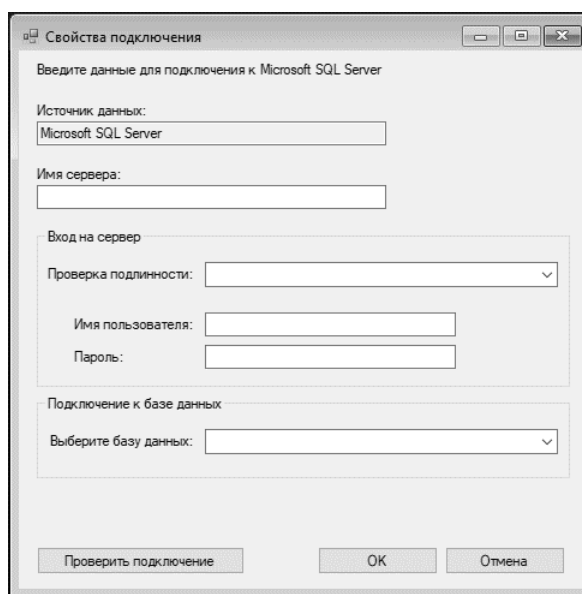 Свойства подключения
Введите данные для подключения к Microsoft SQL Server
Источник данных:
Microsoft SQL Server
Имя сервера:
Вход на сервер
Проверка подлинности:
Имя пользователя:
Пароль:
Подключение к базе данных
Выберите базу данных:
Проверить подключение OK Отмена